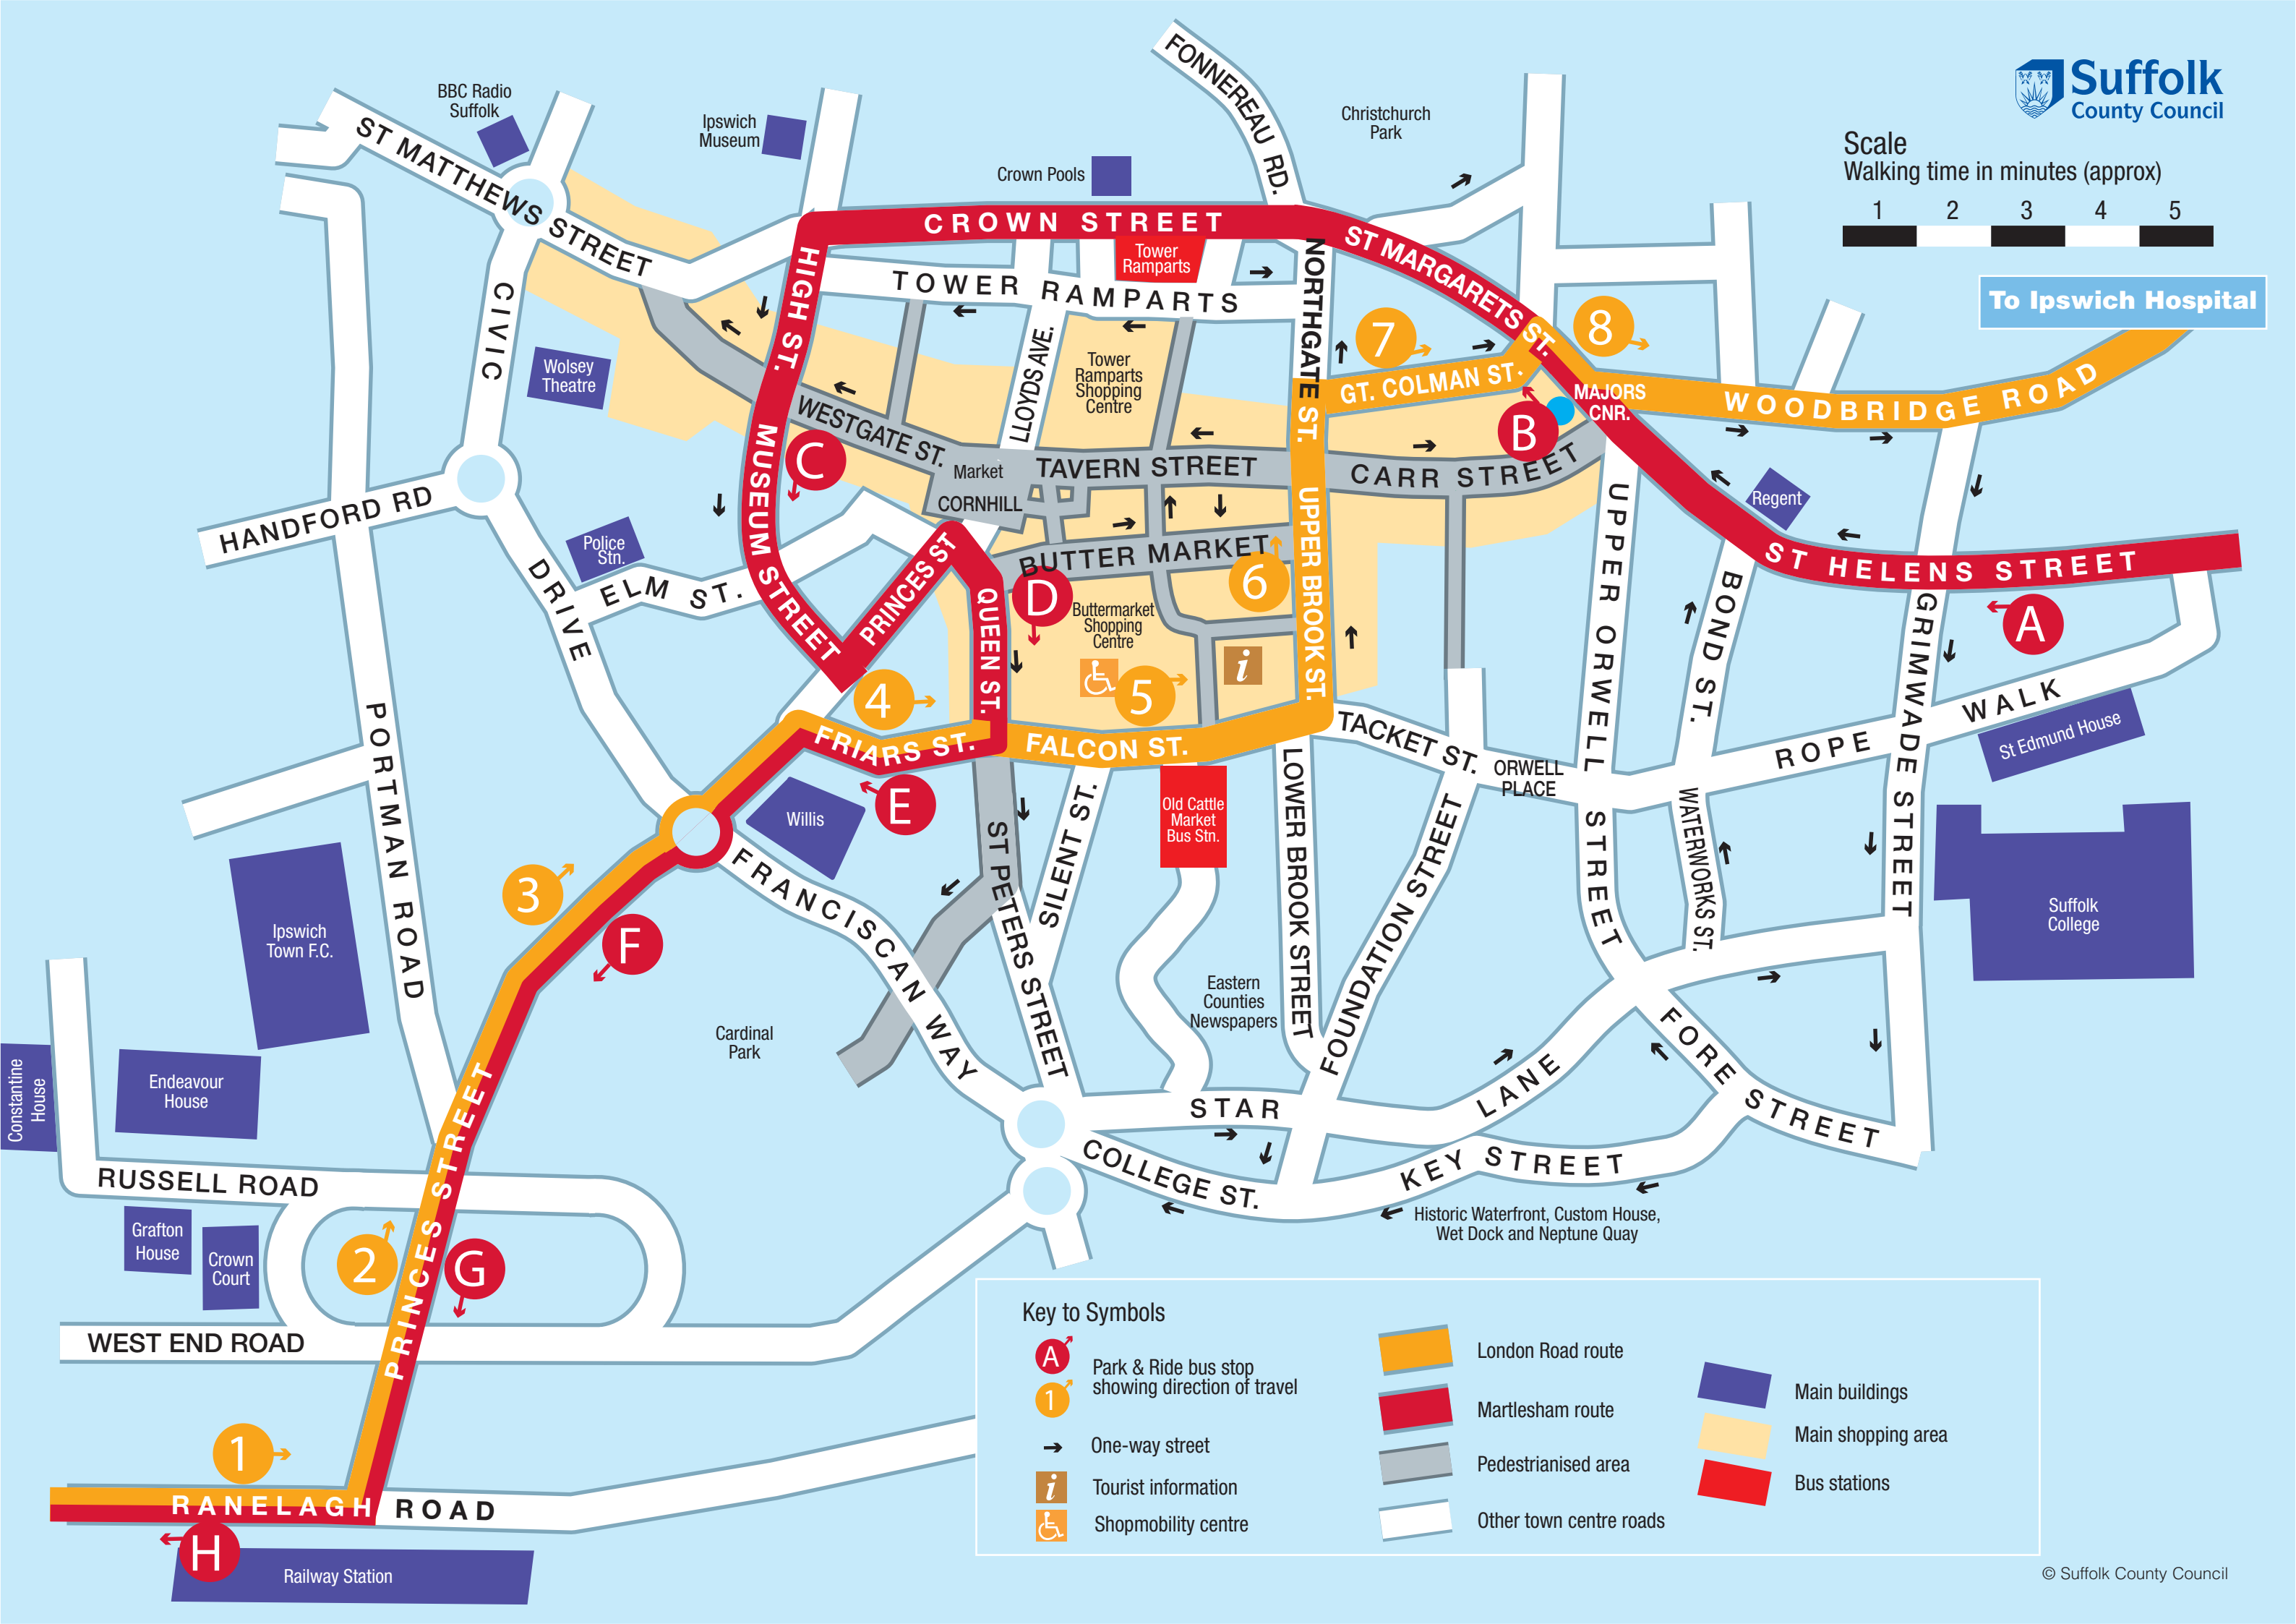 Suffolk
County Council
Scale
Walking time in minutes (approx)
1 2 3 4 5
To Ipswich Hospital
FONNEREAU RD.
Christchurch
Park
BBC Radio
Suffolk
Ipswich
Museum
Crown Pools
ST MATTHEWS STREET
CROWN STREET
ST MARGARETS ST.
Tower
Ramparts
TOWER RAMPARTS
HIGH ST.
NORTHGATE ST.
CIVIC DRIVE
LLOYDS AVE.
Tower
Ramparts
Shopping
Centre
7
8
GT. COLMAN ST.
MAJORS
CNR.
WOODBRIDGE ROAD
Wolsey
Theatre
WESTGATE ST.
B
C
MUSEUM STREET
Market
CORNHILL
TAVERN STREET
CARR STREET
Regent
HANDFORD RD
Police
Stn.
ELM ST.
PRINCES ST
BUTTER MARKET
UPPER BROOK ST.
UPPER ORWELL STREET
BOND ST.
ST HELENS STREET
A
D
6
QUEEN ST.
Buttermarket
Shopping
Centre
5
i
4
GRIMWADE STREET
ROPE WALK
St Edmund House
PORTMAN ROAD
FRIARS ST.
FALCON ST.
TACKET ST.
ORWELL
PLACE
Willis
E
Old Cattle
Market
Bus Stn.
LOWER BROOK STREET
WATERWORKS ST.
ST PETERS STREET
SILENT ST.
FOUNDATION STREET
3
F
FRANCISCAN WAY
Ipswich
Town F.C.
Suffolk
College
Cardinal
Park
Eastern
Counties
Newspapers
FORE STREET
Constantine
House
Endeavour
House
STAR LANE
COLLEGE ST.
KEY STREET
Historic Waterfront, Custom House,
Wet Dock and Neptune Quay
RUSSELL ROAD
PRINCES STREET
Grafton
House
Crown
Court
2
G
WEST END ROAD
1
RANELAGH ROAD
H
Railway Station
Key to Symbols
A
Park & Ride bus stop
showing direction of travel
1
One-way street
i
Tourist information
Shopmobility centre
London Road route
Martlesham route
Pedestrianised area
Other town centre roads
Main buildings
Main shopping area
Bus stations
© Suffolk County Council